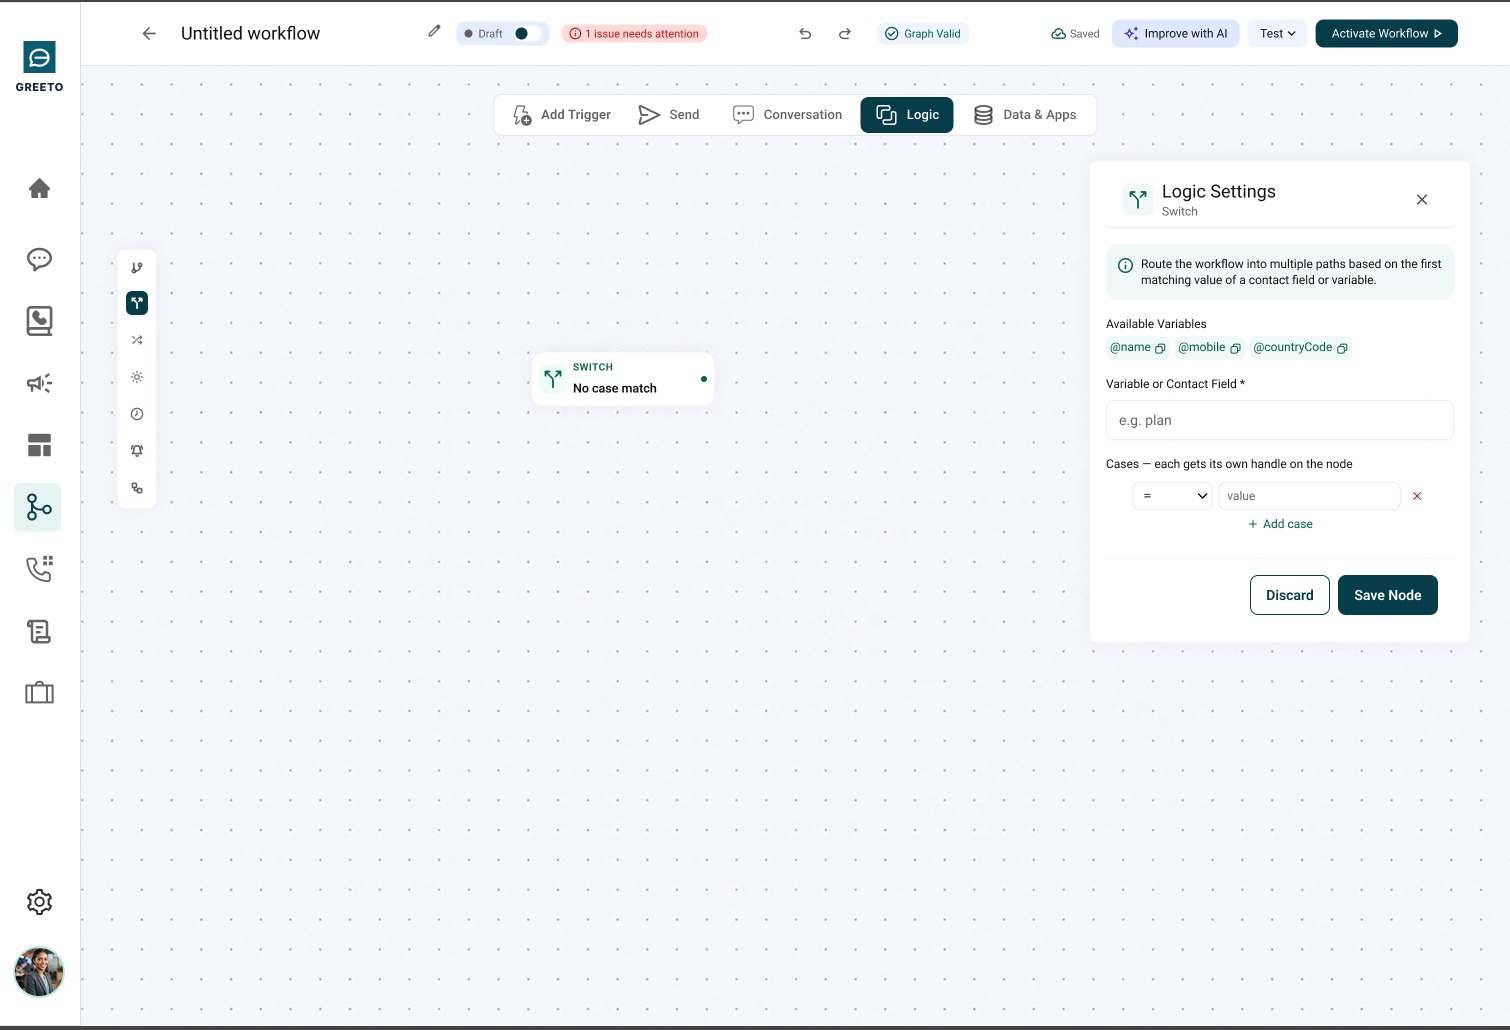 GREETO
Untitled workflow
Draft
1 issue needs attention
Graph Valid
Saved
Improve with AI
Test
Activate Workflow
Add Trigger
Send
Conversation
Logic
Data & Apps
SWITCH
No case match
Logic Settings
Switch
Route the workflow into multiple paths based on the first
matching value of a contact field or variable.
Available Variables
@name @mobile @countryCode
Variable or Contact Field *
e.g. plan
Cases — each gets its own handle on the node
= value
+ Add case
Discard
Save Node